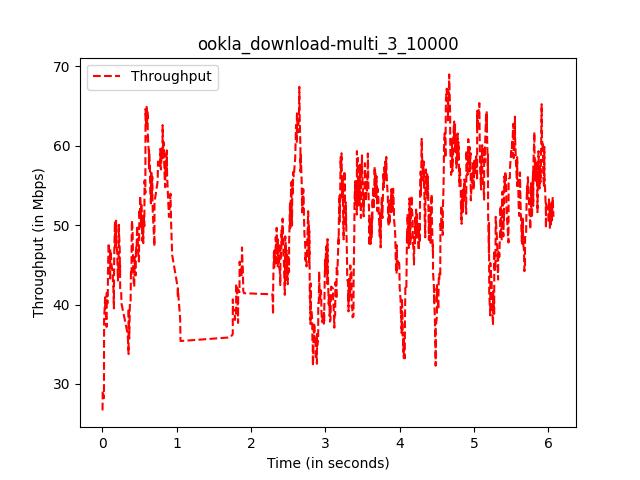 ookla_download-multi_3_10000
Throughput
Throughput (in Mbps)
70
60
50
40
30
0 1 2 3 4 5 6
Time (in seconds)